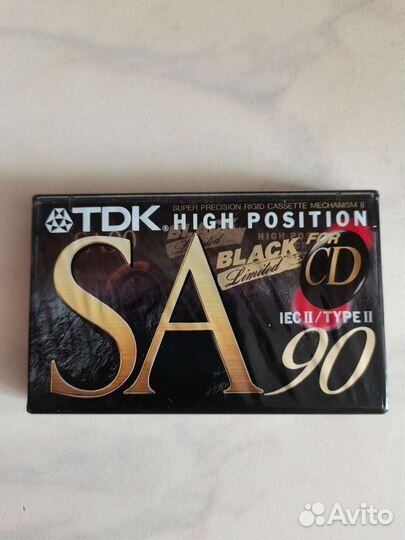 SUPER PRECISION RIGID CASSETTE MECHANISM II
TDK. HIGH POSITION
BLACK FOR
Limited CD
IEC II/TYPE II
SA 90
Avito